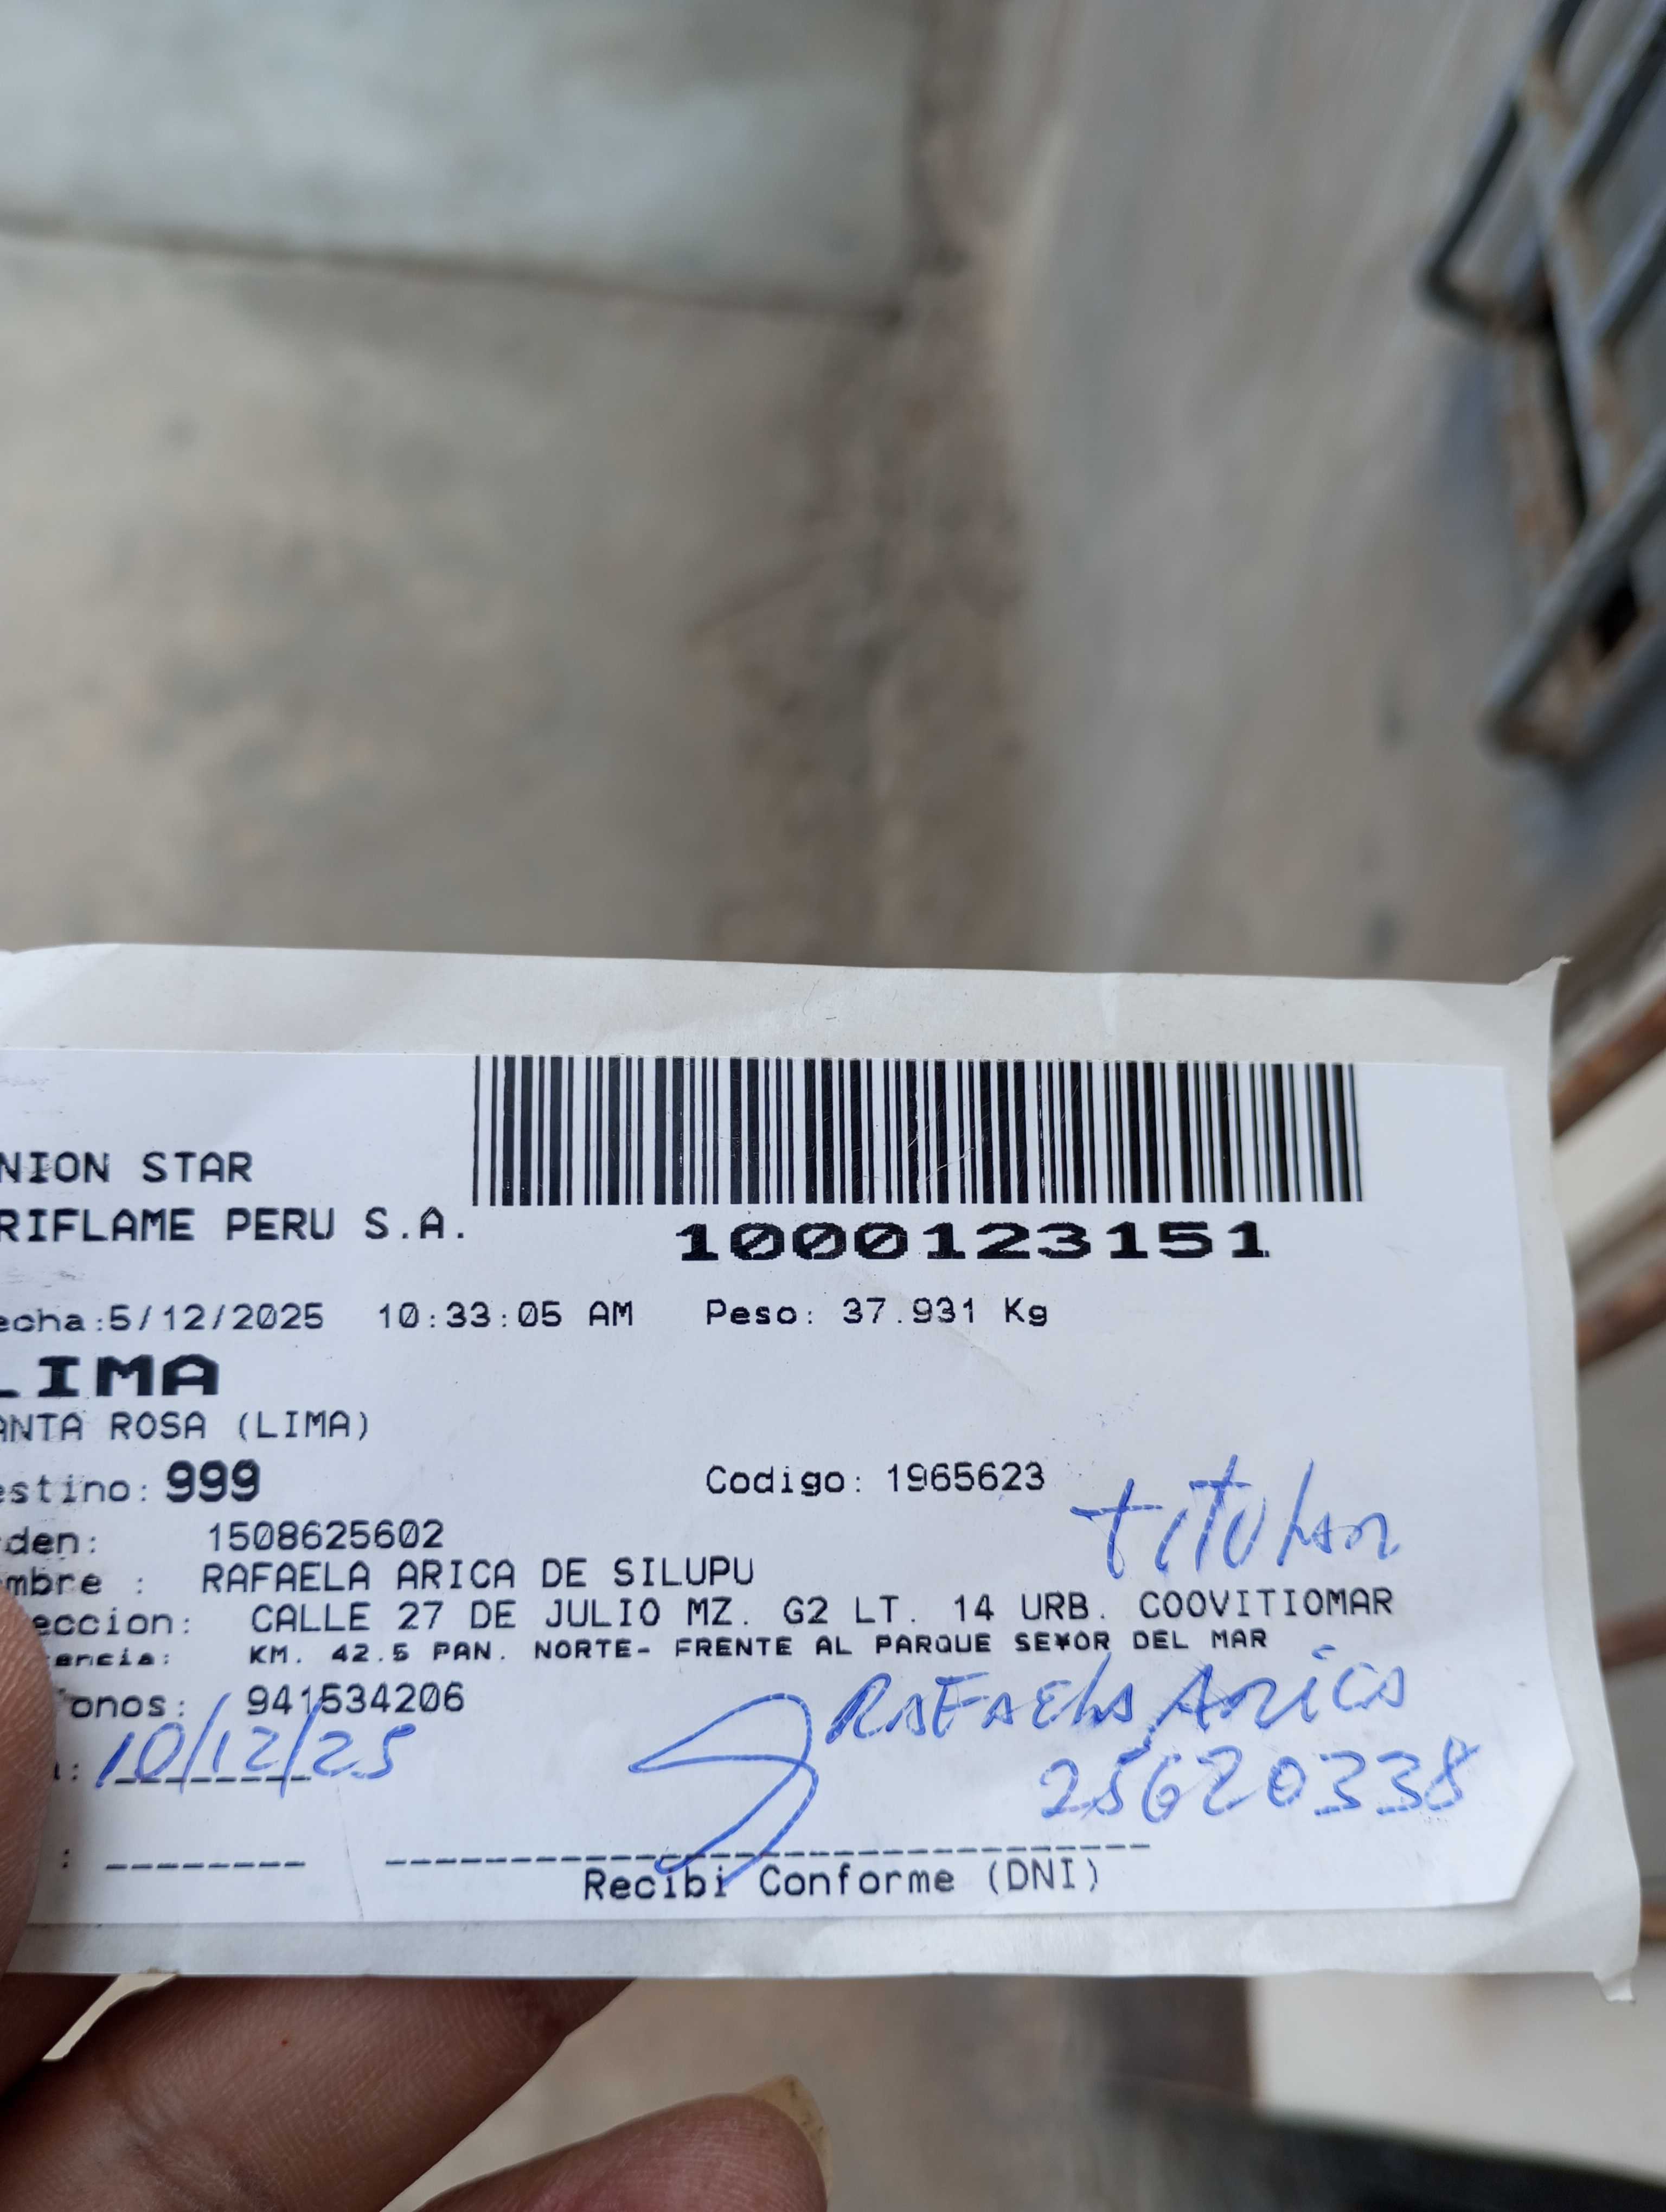 NION STAR
RIFLAME PERU S.A.
1000123151
echa:5/12/2025 10:33:05 AM Peso: 37.931 Kg
LIMA
ANTA ROSA (LIMA)
estino: 999 Codigo: 1965623
titular
den: 1508625602
mbre : RAFAELA ARICA DE SILUPU
eccion: CALLE 27 DE JULIO MZ. G2 LT. 14 URB. COOVITIOMAR
encia: KM. 42.5 PAN. NORTE- FRENTE AL PARQUE SE¥OR DEL MAR
fonos: 941534206
RAFAELA ARICA
10/12/25
25620338
Recibi Conforme (DNI)